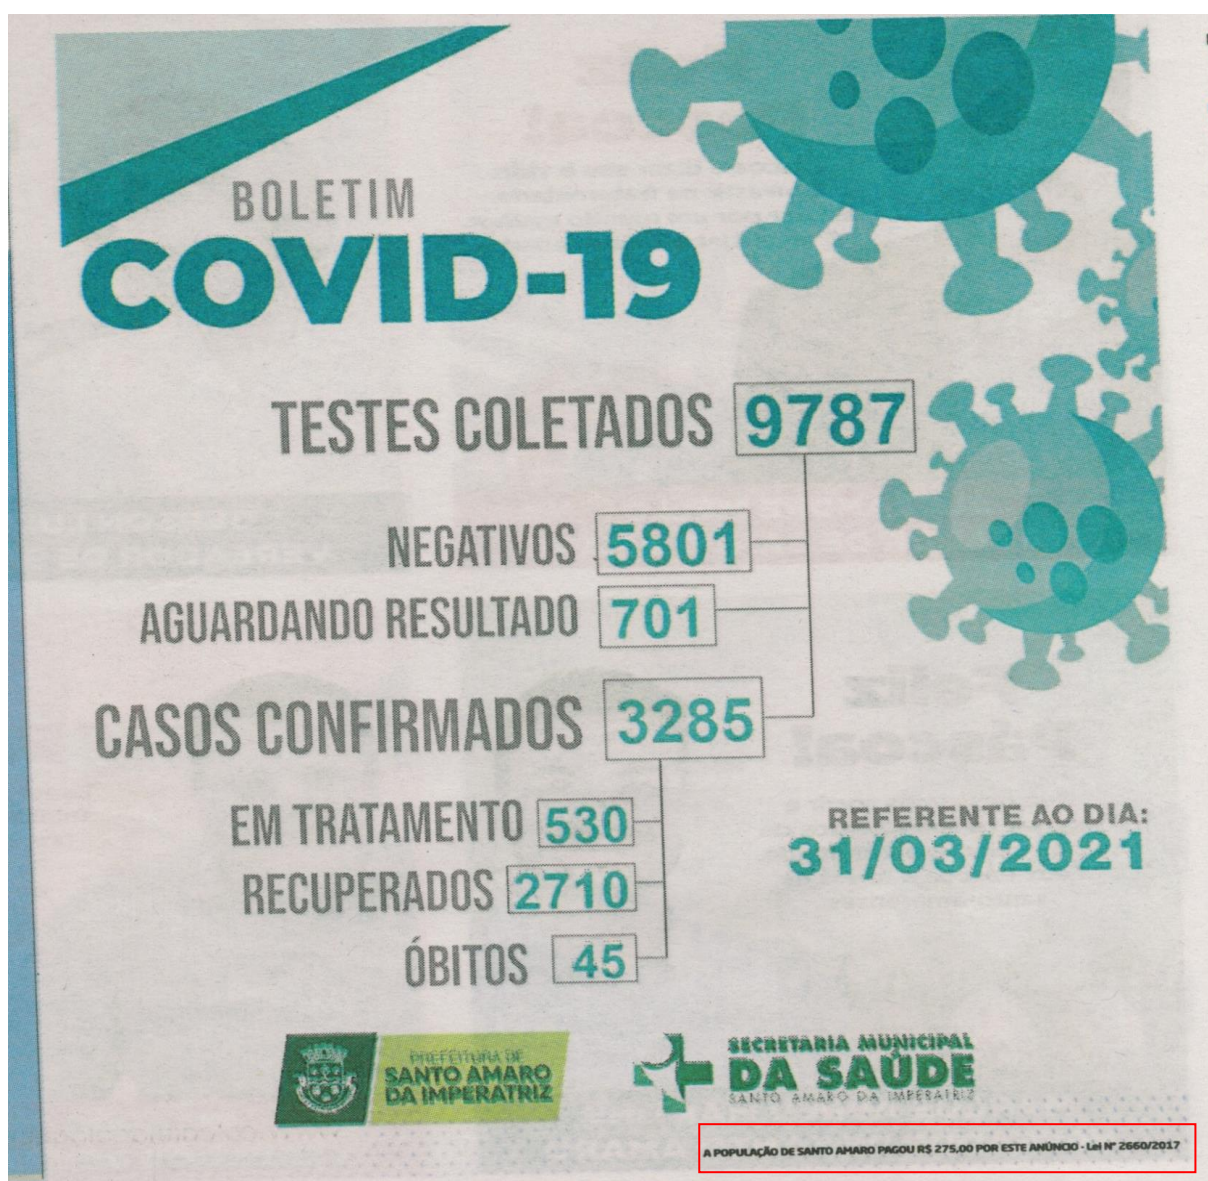 BOLETIM
COVID-19
TESTES COLETADOS 9787
NEGATIVOS 5801
AGUARDANDO RESULTADO 701
CASOS CONFIRMADOS 3285
EM TRATAMENTO 530
RECUPERADOS 2710
ÓBITOS 45
REFERENTE AO DIA:
31/03/2021
PREFEITURA DE
SANTO AMARO
DA IMPERATRIZ
SECRETARIA MUNICIPAL
DA SAÚDE
SANTO AMARO DA IMPERATRIZ
A POPULAÇÃO DE SANTO AMARO PAGOU R$ 275,00 POR ESTE ANÚNCIO - Lei Nº 2660/2017